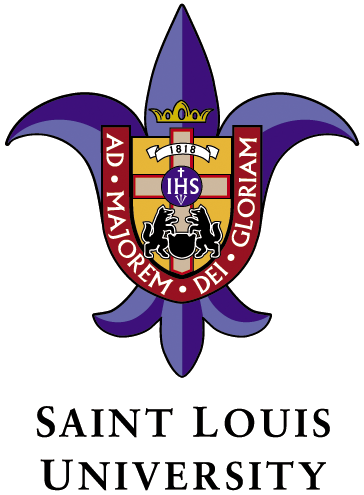 1818
IHS
AD • MAJOREM • DEI • GLORIAM
SAINT LOUIS
UNIVERSITY